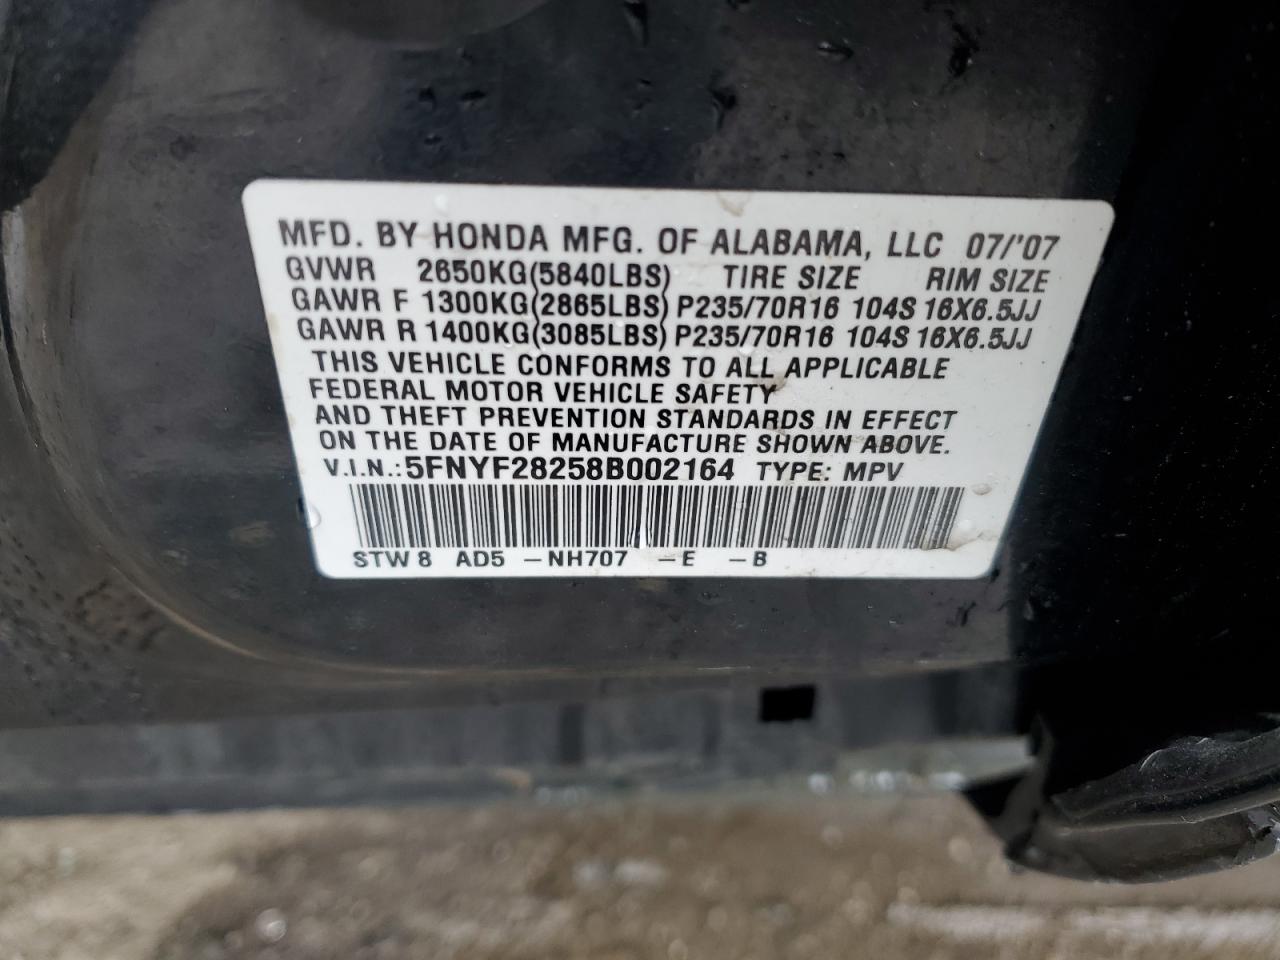 MFD. BY HONDA MFG. OF ALABAMA, LLC 07/'07
GVWR 2650KG(5840LBS) TIRE SIZE RIM SIZE
GAWR F 1300KG(2865LBS) P235/70R16 104S 16X6.5JJ
GAWR R 1400KG(3085LBS) P235/70R16 104S 16X6.5JJ
THIS VEHICLE CONFORMS TO ALL APPLICABLE
FEDERAL MOTOR VEHICLE SAFETY
AND THEFT PREVENTION STANDARDS IN EFFECT
ON THE DATE OF MANUFACTURE SHOWN ABOVE.
V.I.N.:5FNYF28258B002164 TYPE: MPV
STW 8 AD5 -NH707 -E -B